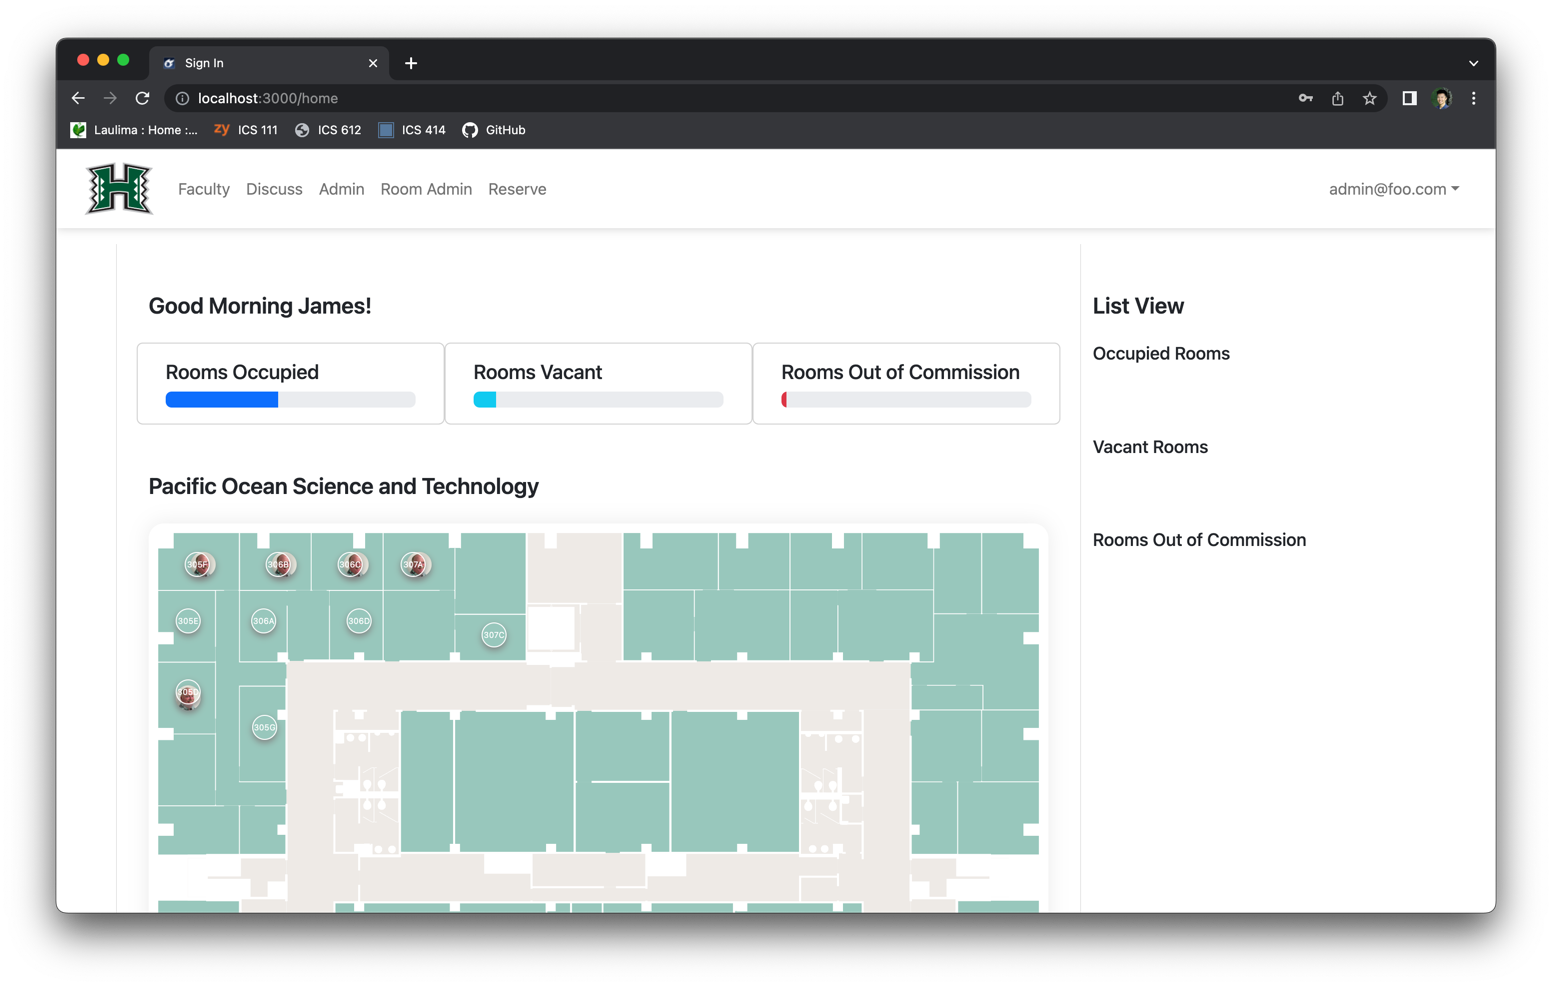 Sign In
localhost:3000/home
Laulima : Home :...
zy ICS 111
ICS 612
ICS 414
GitHub
H
Faculty
Discuss
Admin
Room Admin
Reserve
admin@foo.com
Good Morning James!
Rooms Occupied
Rooms Vacant
Rooms Out of Commission
Pacific Ocean Science and Technology
305F
306B
306C
307A
305E
306A
306D
307C
305D
305G
List View
Occupied Rooms
Vacant Rooms
Rooms Out of Commission